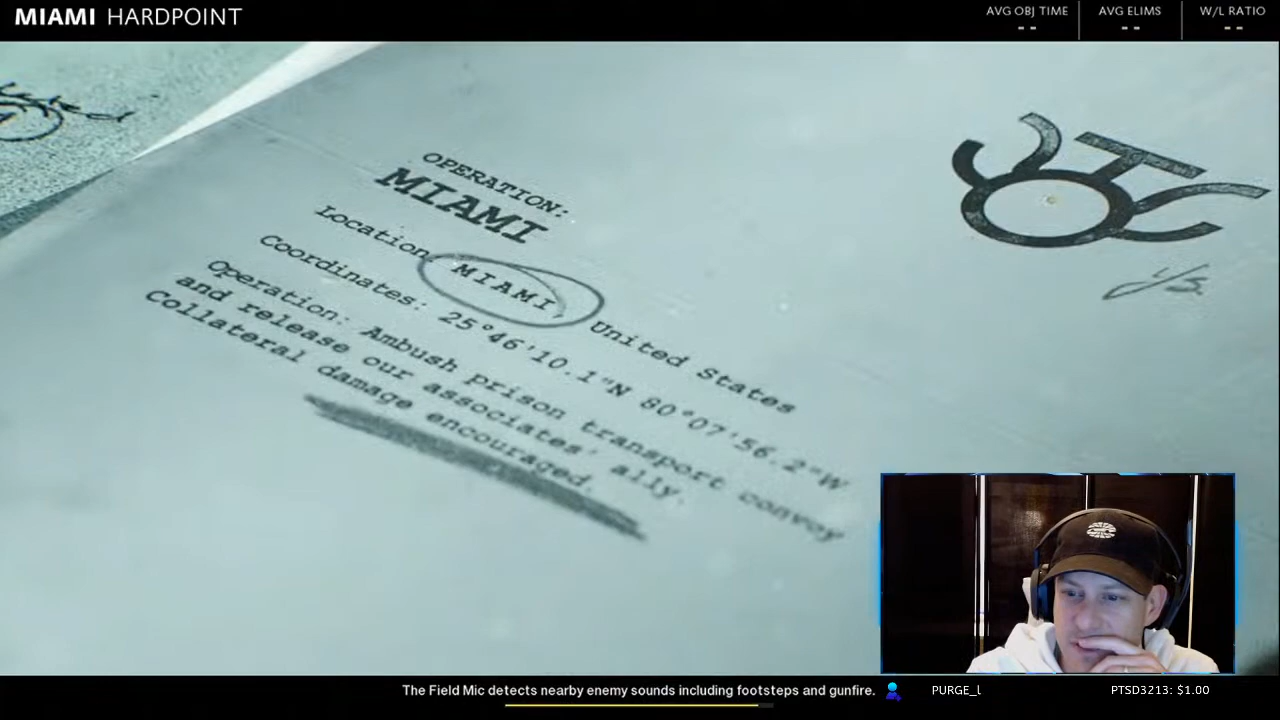 MIAMI HARDPOINT
AVG OBJ TIME
--
AVG ELIMS
--
W/L RATIO
--
OPERATION:
MIAMI
Location: MIAMI, United States
Coordinates: 25°46'10.1"N 80°07'56.2"W
Operation: Ambush prison transport convoy
and release our associates' ally.
Collateral damage encouraged.
The Field Mic detects nearby enemy sounds including footsteps and gunfire.
PURGE_l
PTSD3213: $1.00